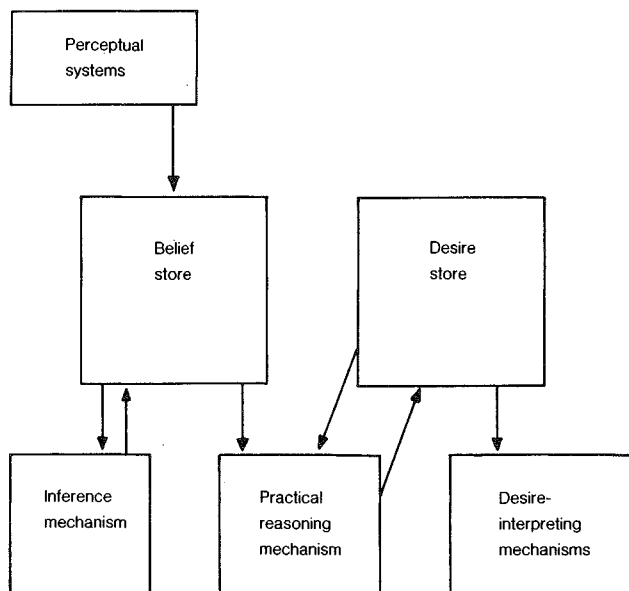 Perceptual
systems
Belief
store
Desire
store
Inference
mechanism
Practical
reasoning
mechanism
Desire-
interpreting
mechanisms